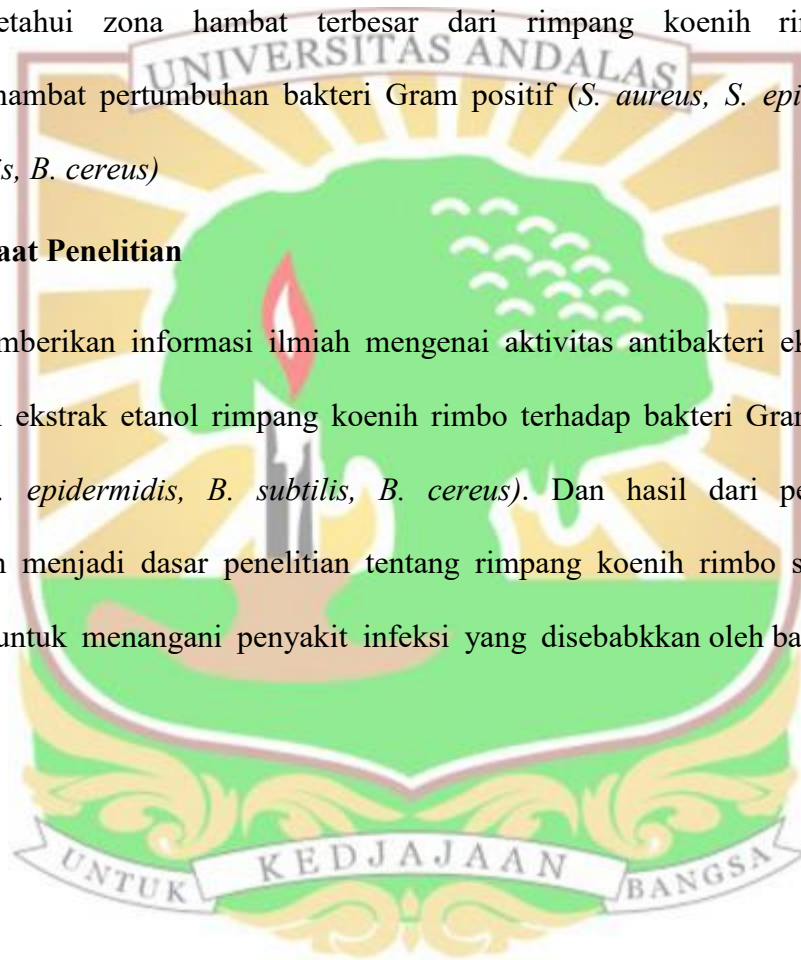 etahui zona hambat terbesar dari rimpang koenih rin
UNIVERSITAS ANDALAS
hambat pertumbuhan bakteri Gram positif (S. aureus, S. epi
is, B. cereus)
aat Penelitian
mberikan informasi ilmiah mengenai aktivitas antibakteri ek
ekstrak etanol rimpang koenih rimbo terhadap bakteri Gram
. epidermidis, B. subtilis, B. cereus). Dan hasil dari pe
n menjadi dasar penelitian tentang rimpang koenih rimbo s
untuk menangani penyakit infeksi yang disebabkkan oleh ba
UNTUK KEDJAJAAN BANGSA